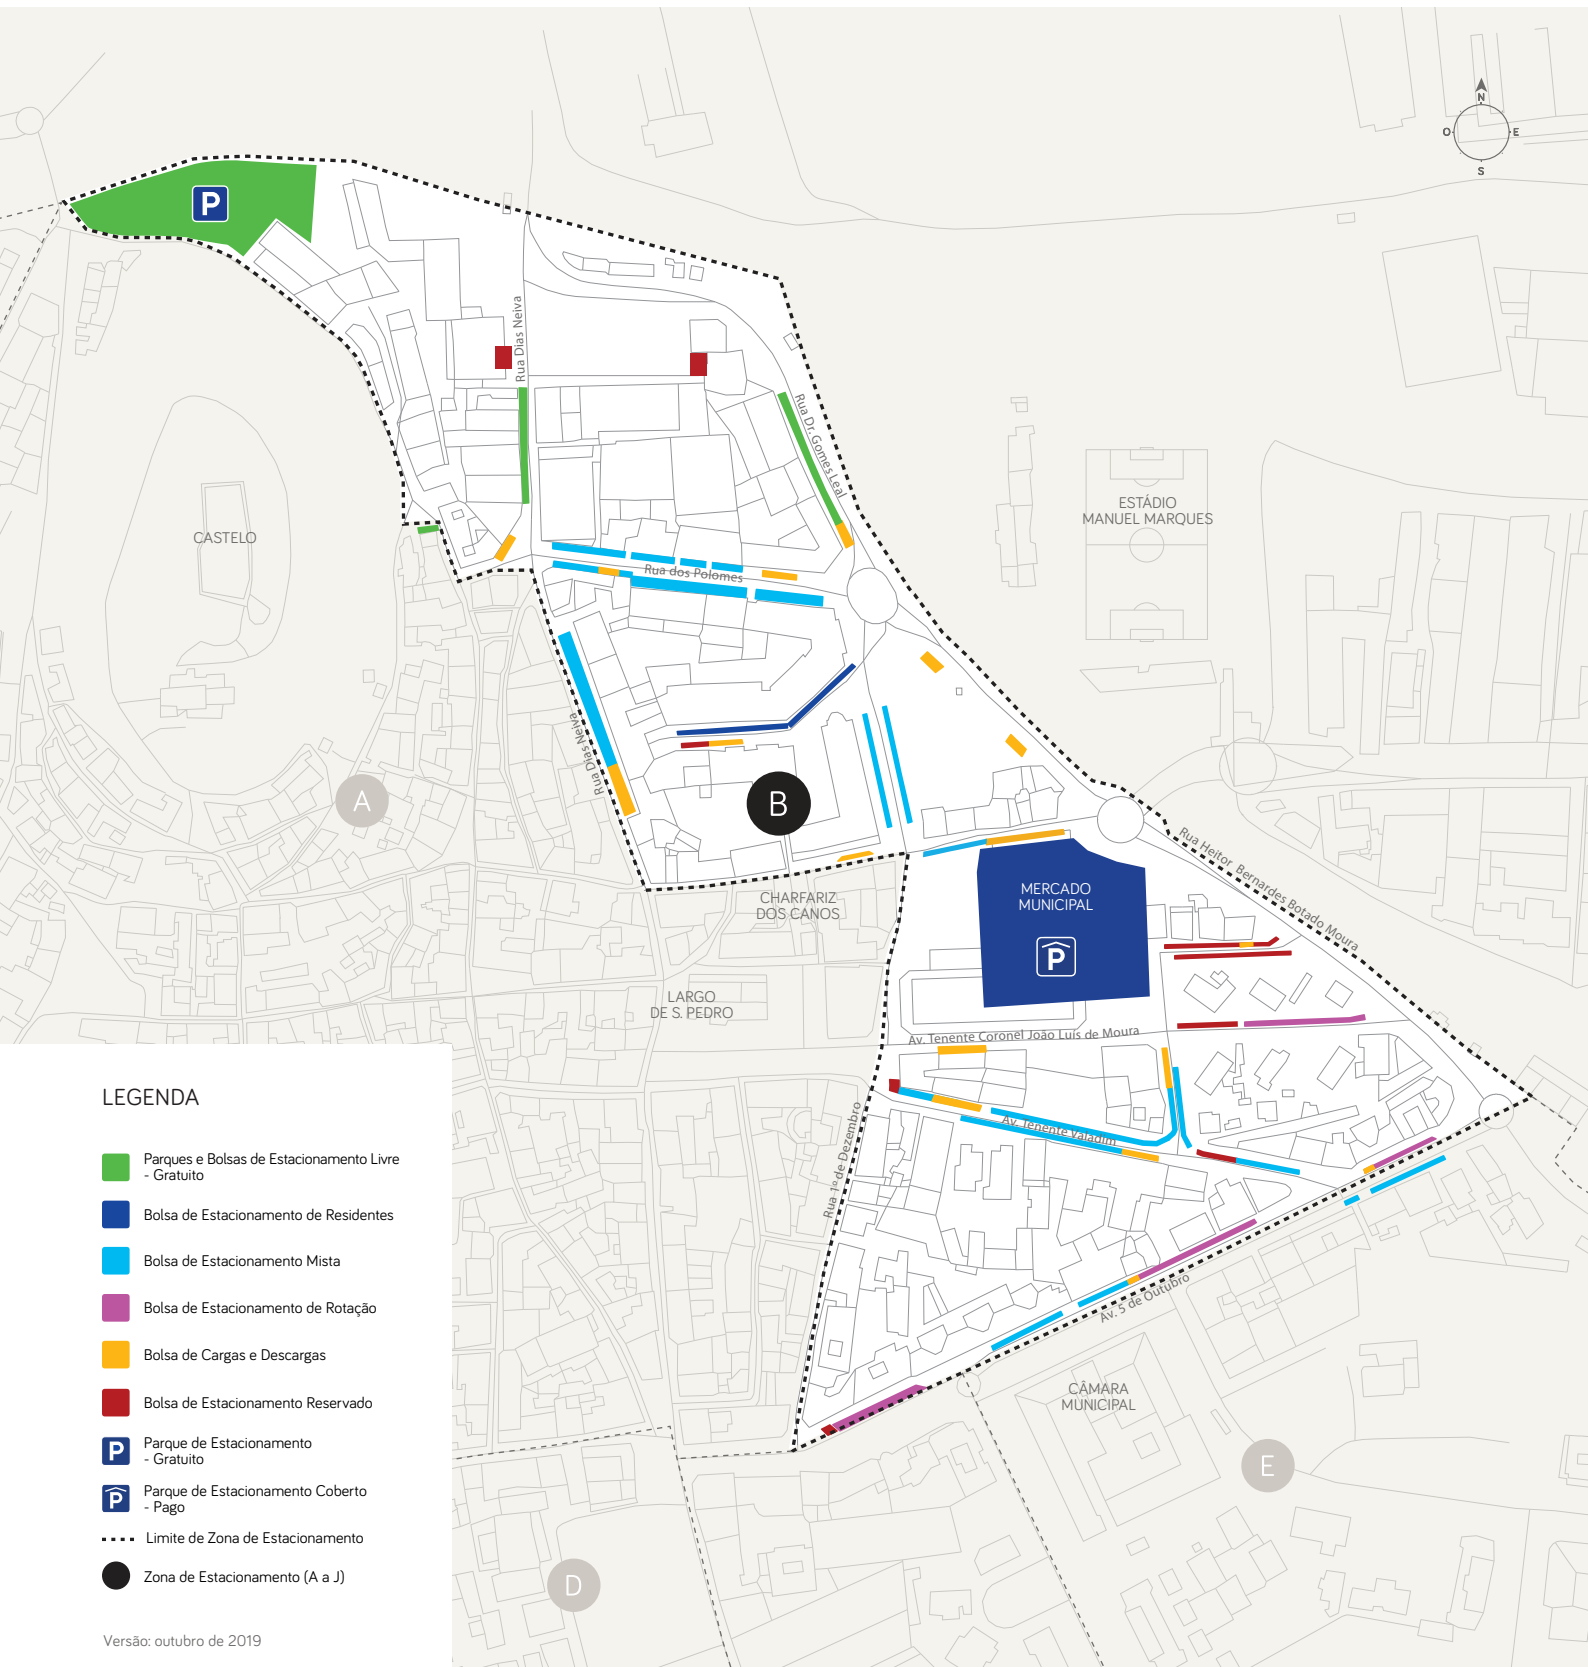 N
O
E
S
P
Rua Dias Neiva
Rua Dr. Gomes Leal
CASTELO
ESTÁDIO
MANUEL MARQUES
Rua dos Polomes
Rua Dias Neiva
A
B
Rua Heitor Bernardes Botado Moura
MERCADO
MUNICIPAL
P
CHARFARIZ
DOS CANOS
LARGO
DE S. PEDRO
Av. Tenente Coronel João Luis de Moura
Av. Tenente Valadim
Rua 1º de Dezembro
Av. 5 de Outubro
CÂMARA
MUNICIPAL
E
D
LEGENDA
Parques e Bolsas de Estacionamento Livre
- Gratuito
Bolsa de Estacionamento de Residentes
Bolsa de Estacionamento Mista
Bolsa de Estacionamento de Rotação
Bolsa de Cargas e Descargas
Bolsa de Estacionamento Reservado
P
Parque de Estacionamento
- Gratuito
P
Parque de Estacionamento Coberto
- Pago
Limite de Zona de Estacionamento
Zona de Estacionamento (A a J)
Versão: outubro de 2019